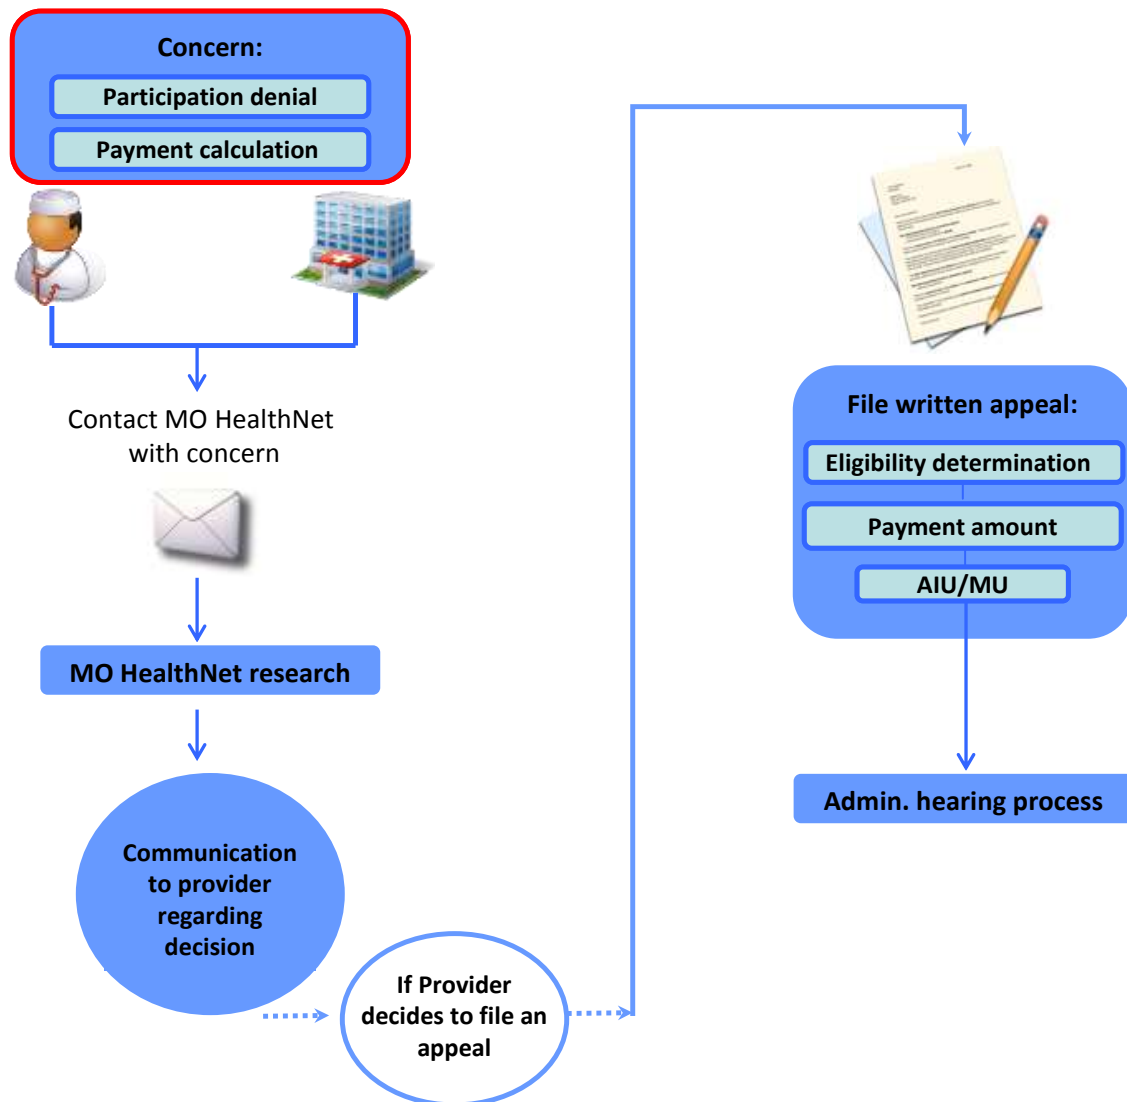 Concern:
Participation denial
Payment calculation
Contact MO HealthNet
with concern
MO HealthNet research
Communication
to provider
regarding
decision
If Provider
decides to file an
appeal
File written appeal:
Eligibility determination
Payment amount
AIU/MU
Admin. hearing process